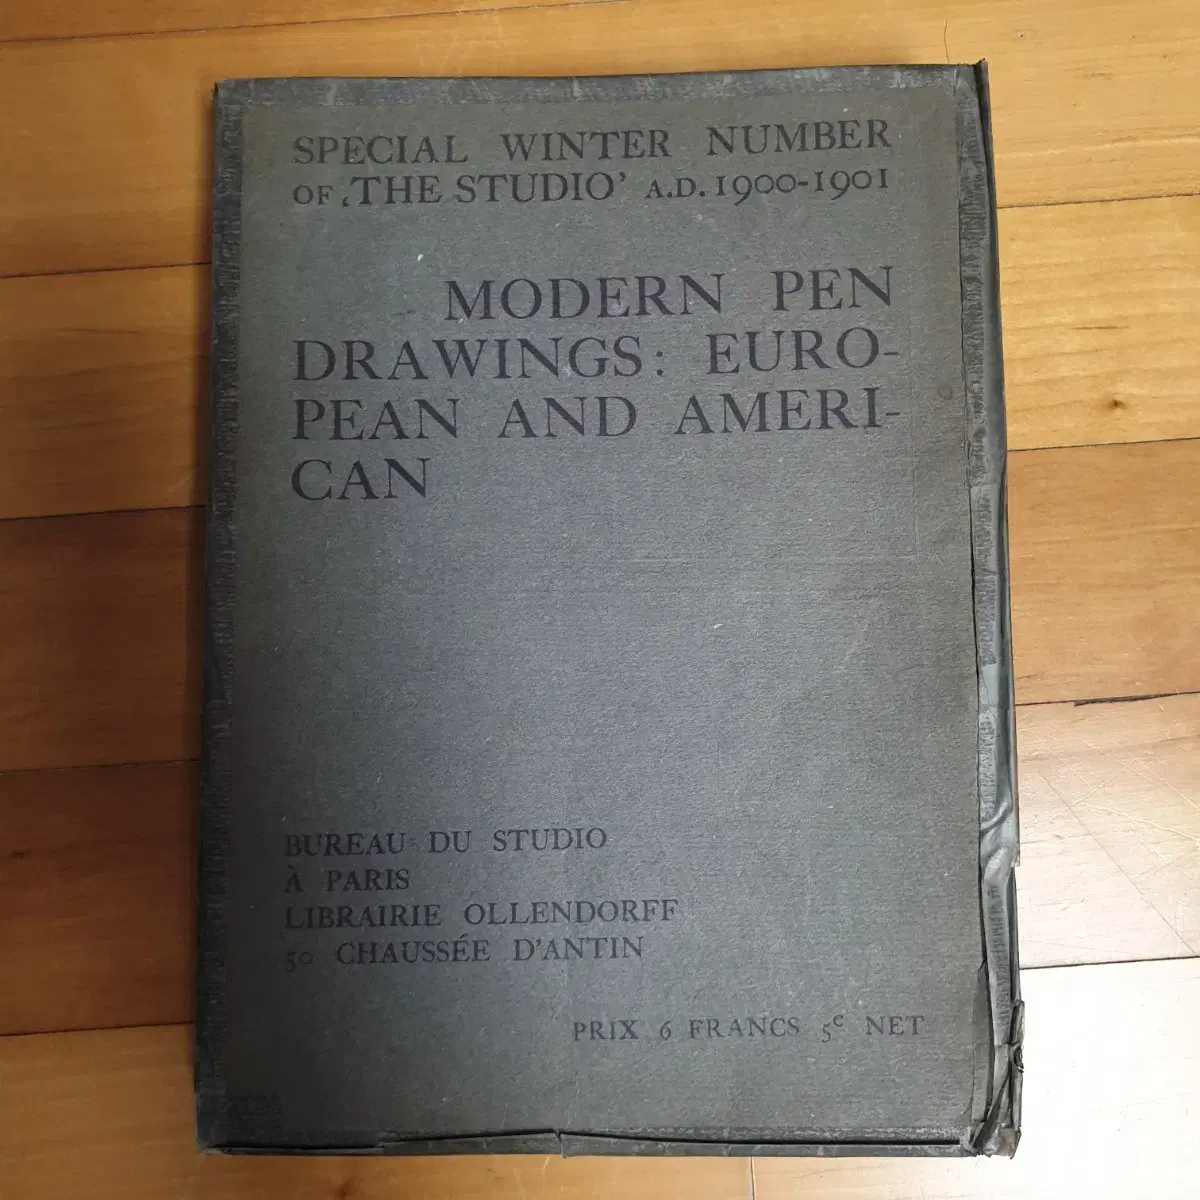 SPECIAL WINTER NUMBER
OF ‘THE STUDIO’ A.D. 1900-1901
MODERN PEN
DRAWINGS: EURO-
PEAN AND AMERI-
CAN
BUREAU DU STUDIO
À PARIS
LIBRAIRIE OLLENDORFF
50 CHAUSSÉE D'ANTIN
PRIX 6 FRANCS 5c NET